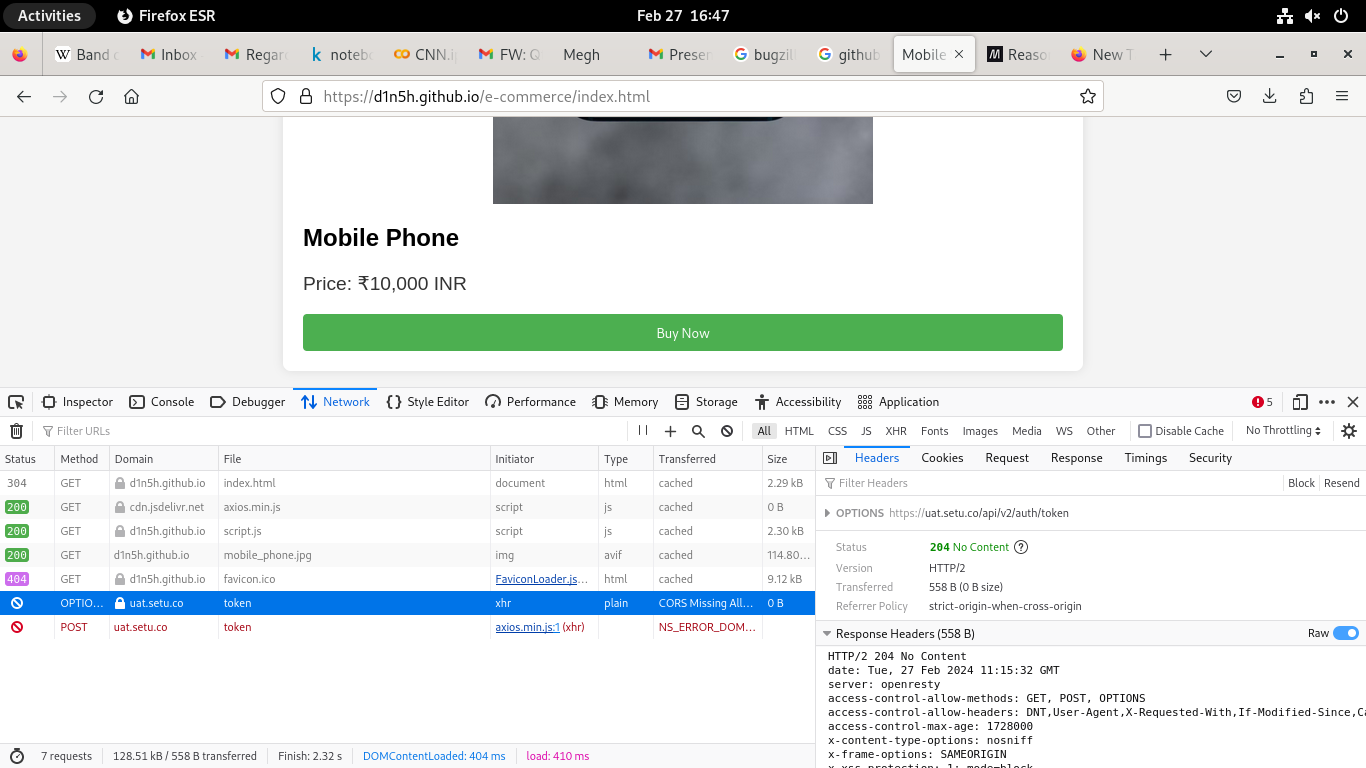 Activities Firefox ESR Feb 27 16:47
Band Inbox Regar notebo CNN.i FW: Q Megh Presen bugzil github Mobile Reaso New T
https://d1n5h.github.io/e-commerce/index.html
Mobile Phone
Price: ₹10,000 INR
Buy Now
Inspector Console Debugger Network Style Editor Performance Memory Storage Accessibility Application 5
Filter URLs All HTML CSS JS XHR Fonts Images Media WS Other Disable Cache No Throttling
Status Method Domain File Initiator Type Transferred Size
304 GET d1n5h.github.io index.html document html cached 2.29 kB
200 GET cdn.jsdelivr.net axios.min.js script js cached 0 B
200 GET d1n5h.github.io script.js script js cached 2.30 kB
200 GET d1n5h.github.io mobile_phone.jpg img avif cached 114.80…
404 GET d1n5h.github.io favicon.ico FaviconLoader.js… html cached 9.12 kB
OPTIO… uat.setu.co token xhr plain CORS Missing All… 0 B
POST uat.setu.co token axios.min.js:1 (xhr) NS_ERROR_DOM…
7 requests 128.51 kB / 558 B transferred Finish: 2.32 s DOMContentLoaded: 404 ms load: 410 ms
Headers Cookies Request Response Timings Security
Filter Headers Block Resend
OPTIONS https://uat.setu.co/api/v2/auth/token
Status 204 No Content ?
Version HTTP/2
Transferred 558 B (0 B size)
Referrer Policy strict-origin-when-cross-origin
Response Headers (558 B) Raw
HTTP/2 204 No Content
date: Tue, 27 Feb 2024 11:15:32 GMT
server: openresty
access-control-allow-methods: GET, POST, OPTIONS
access-control-allow-headers: DNT,User-Agent,X-Requested-With,If-Modified-Since,Ca
access-control-max-age: 1728000
x-content-type-options: nosniff
x-frame-options: SAMEORIGIN
x-xss-protection: 1; mode=block